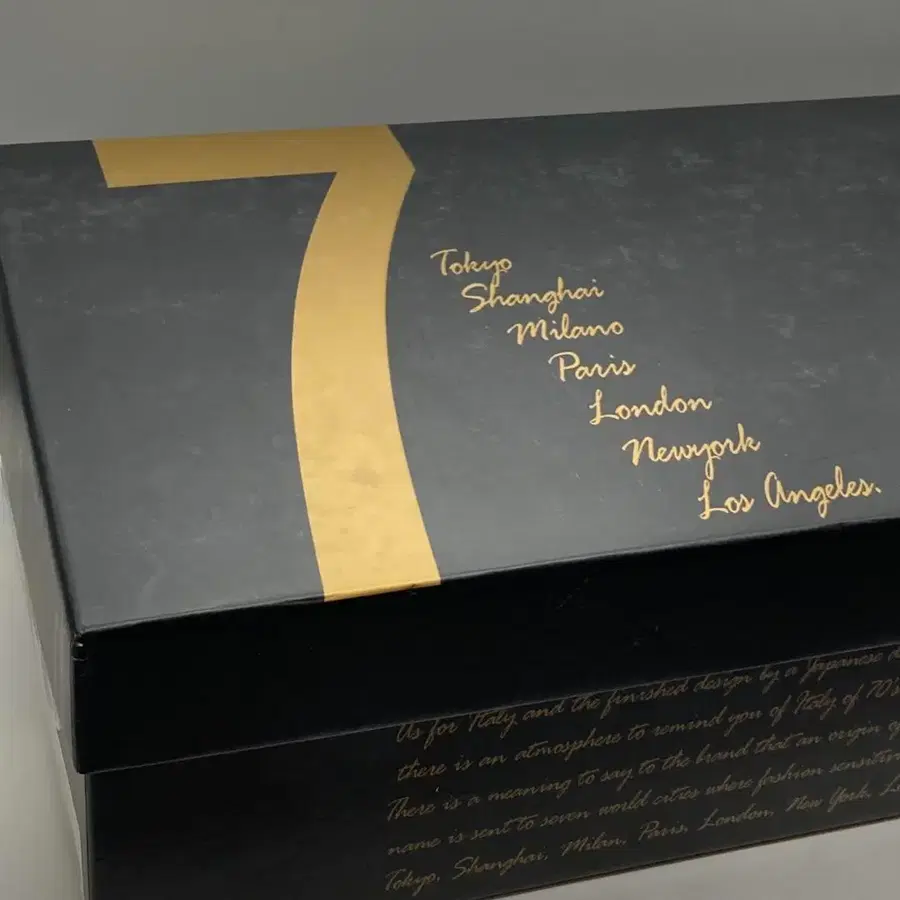 7
Tokyo
Shanghai
Milano
Paris
London
Newyork
Los Angeles.
As for Italy and the finished design by a Japanese
there is an atmosphere to remind you of Italy of 70's
There is a meaning to say to the brand that an origin
name is sent to seven world cities where fashion
Tokyo, Shanghai, Milan, Paris, London, New York,